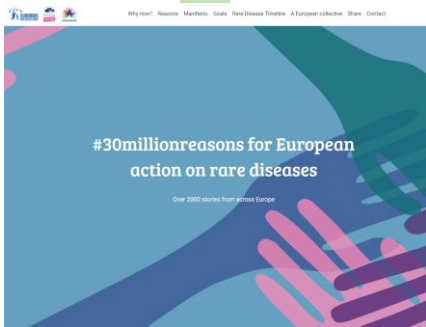 EURORDIS
Why now? Reasons Manifesto Goals Rare Disease Timeline A European collective Share Contact
#30millionreasons for European
action on rare diseases
Over 2000 stories from across Europe